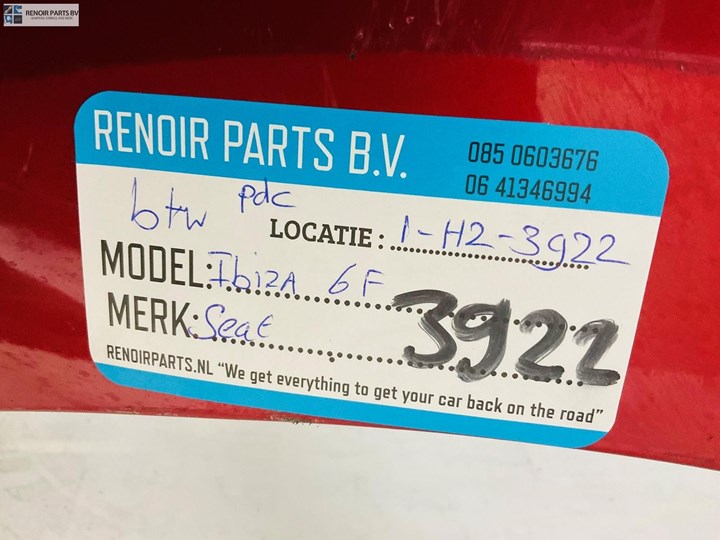 RENOIR PARTS BV
RENOIR PARTS B.V.
085 0603676
06 41346994
btw pdc
LOCATIE: 1-H2-3922
MODEL: Ibiza 6F
MERK: Seat
3922
RENOIRPARTS.NL "We get everything to get your car back on the road"